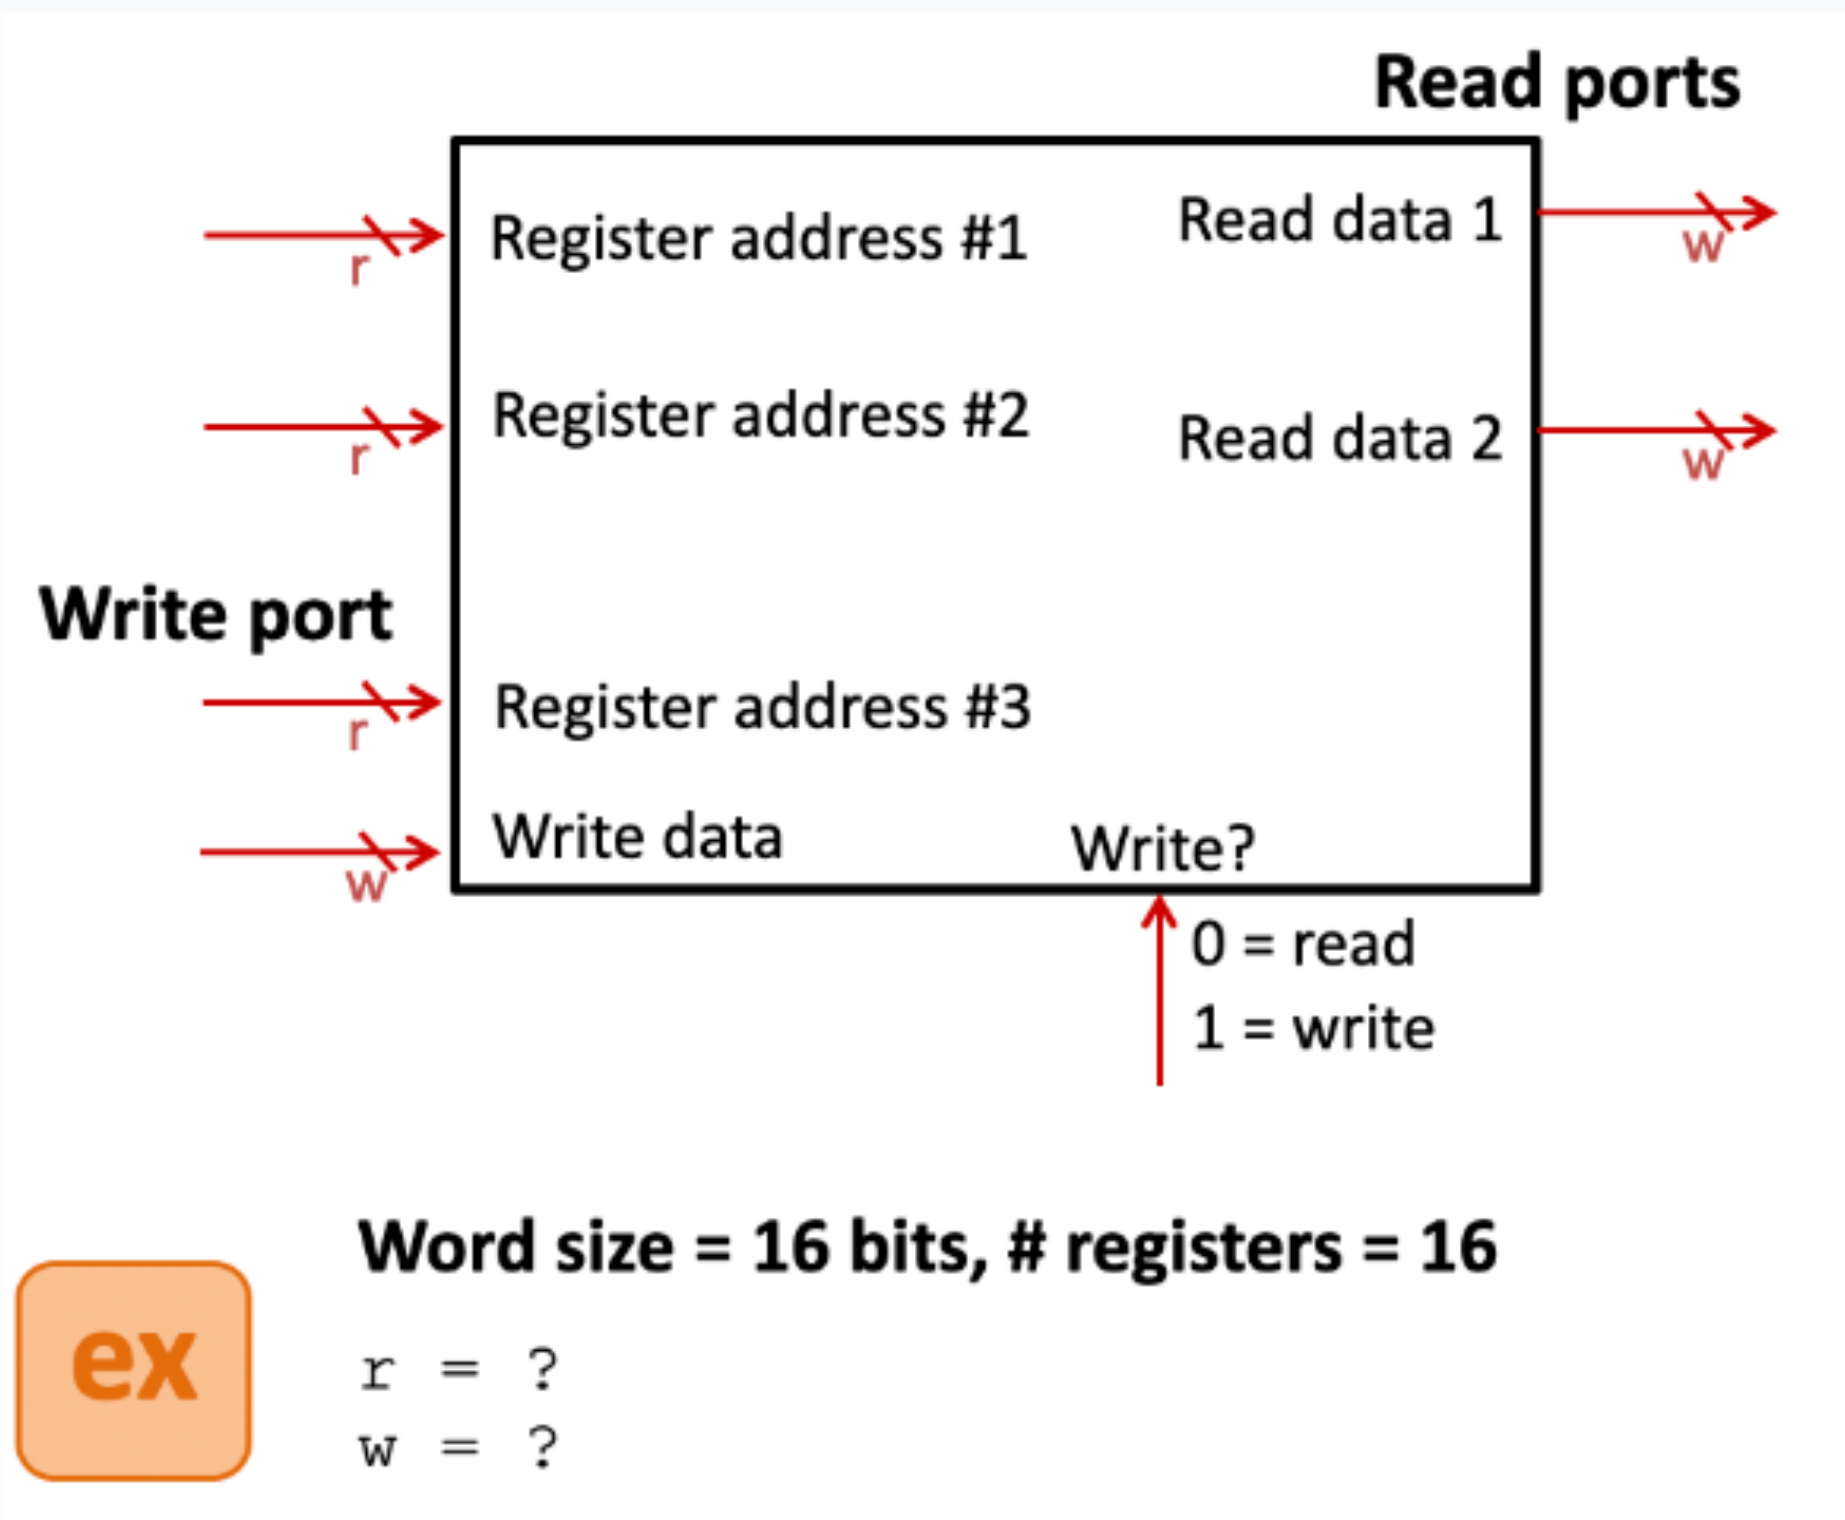 Read ports
Register address #1
Read data 1
r
w
Register address #2
Read data 2
r
w
Write port
Register address #3
r
Write data
Write?
w
0 = read
1 = write
Word size = 16 bits, # registers = 16
ex
r = ?
w = ?